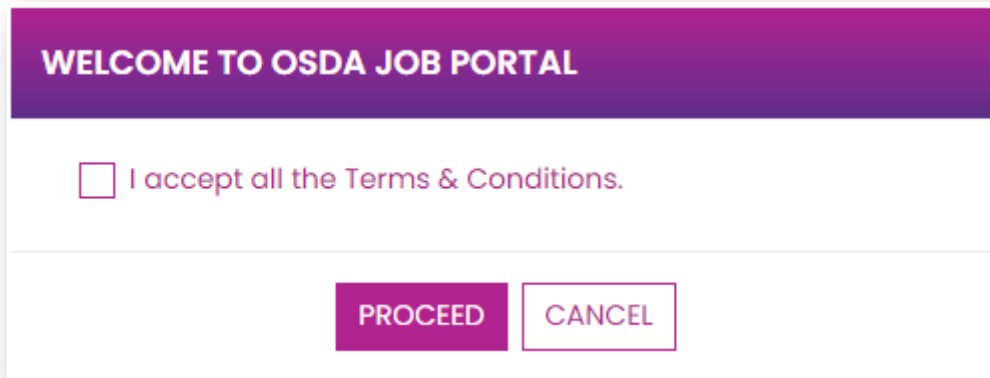 WELCOME TO OSDA JOB PORTAL
I accept all the Terms & Conditions.
PROCEED CANCEL